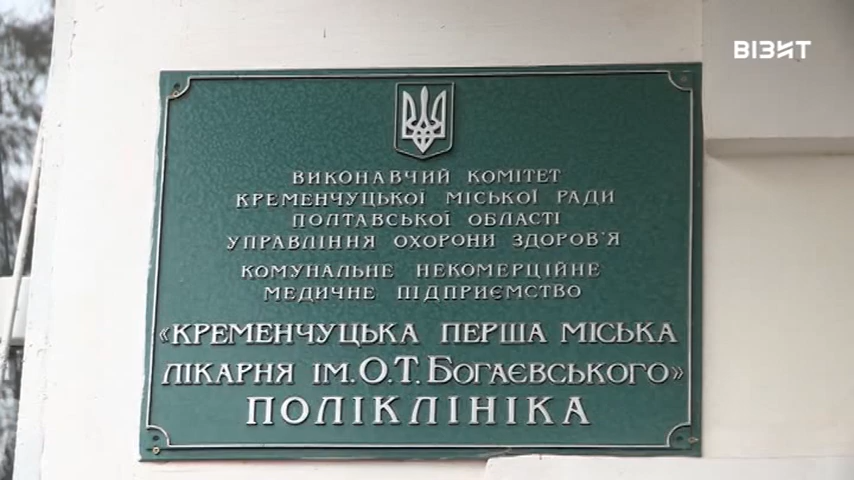 ВІЗИТ
ВИКОНАВЧИЙ КОМІТЕТ
КРЕМЕНЧУЦЬКОЇ МІСЬКОЇ РАДИ
ПОЛТАВСЬКОЇ ОБЛАСТІ
УПРАВЛІННЯ ОХОРОНИ ЗДОРОВ'Я
КОМУНАЛЬНЕ НЕКОМЕРЦІЙНЕ
МЕДИЧНЕ ПІДПРИЄМСТВО
«КРЕМЕНЧУЦЬКА ПЕРША МІСЬКА
ЛІКАРНЯ ІМ.О.Т.БОГАЄВСЬКОГО»
ПОЛІКЛІНІКА